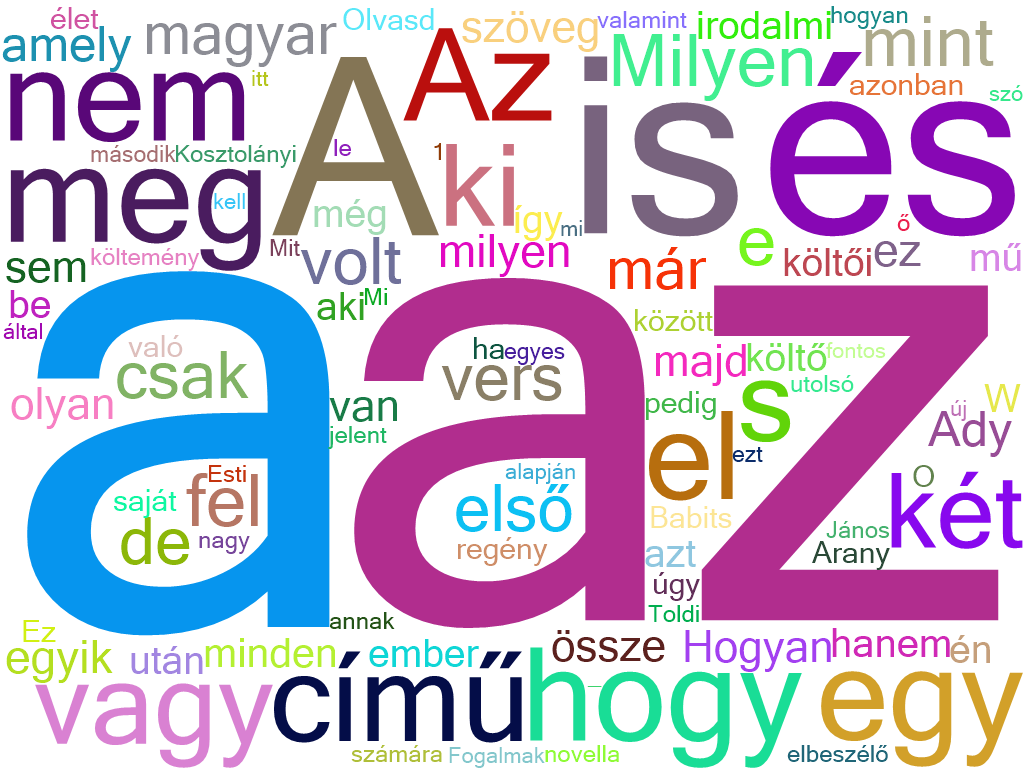 élet Olvasd szöveg valamint irodalmi hogyan
amely magyar Az Milyen mint
nem itt A is és azonban szó
második Kosztolányi le 1 ki
meg kell még így mi ő
sem költemény Mit volt milyen már e költői ez mű
be aki Mi között
által a az
való csak ha egyes majd költő fontos
olyan van vers s utolsó W
jelent pedig új Ady
Esti alapján el ezt O két
saját fel első Babits
de nagy regény azt János Arany
úgy
annak Toldi
Ez össze Hogyan hanem én
egyik után minden ember
vagy című hogy egy
számára Fogalmak novella elbeszélő